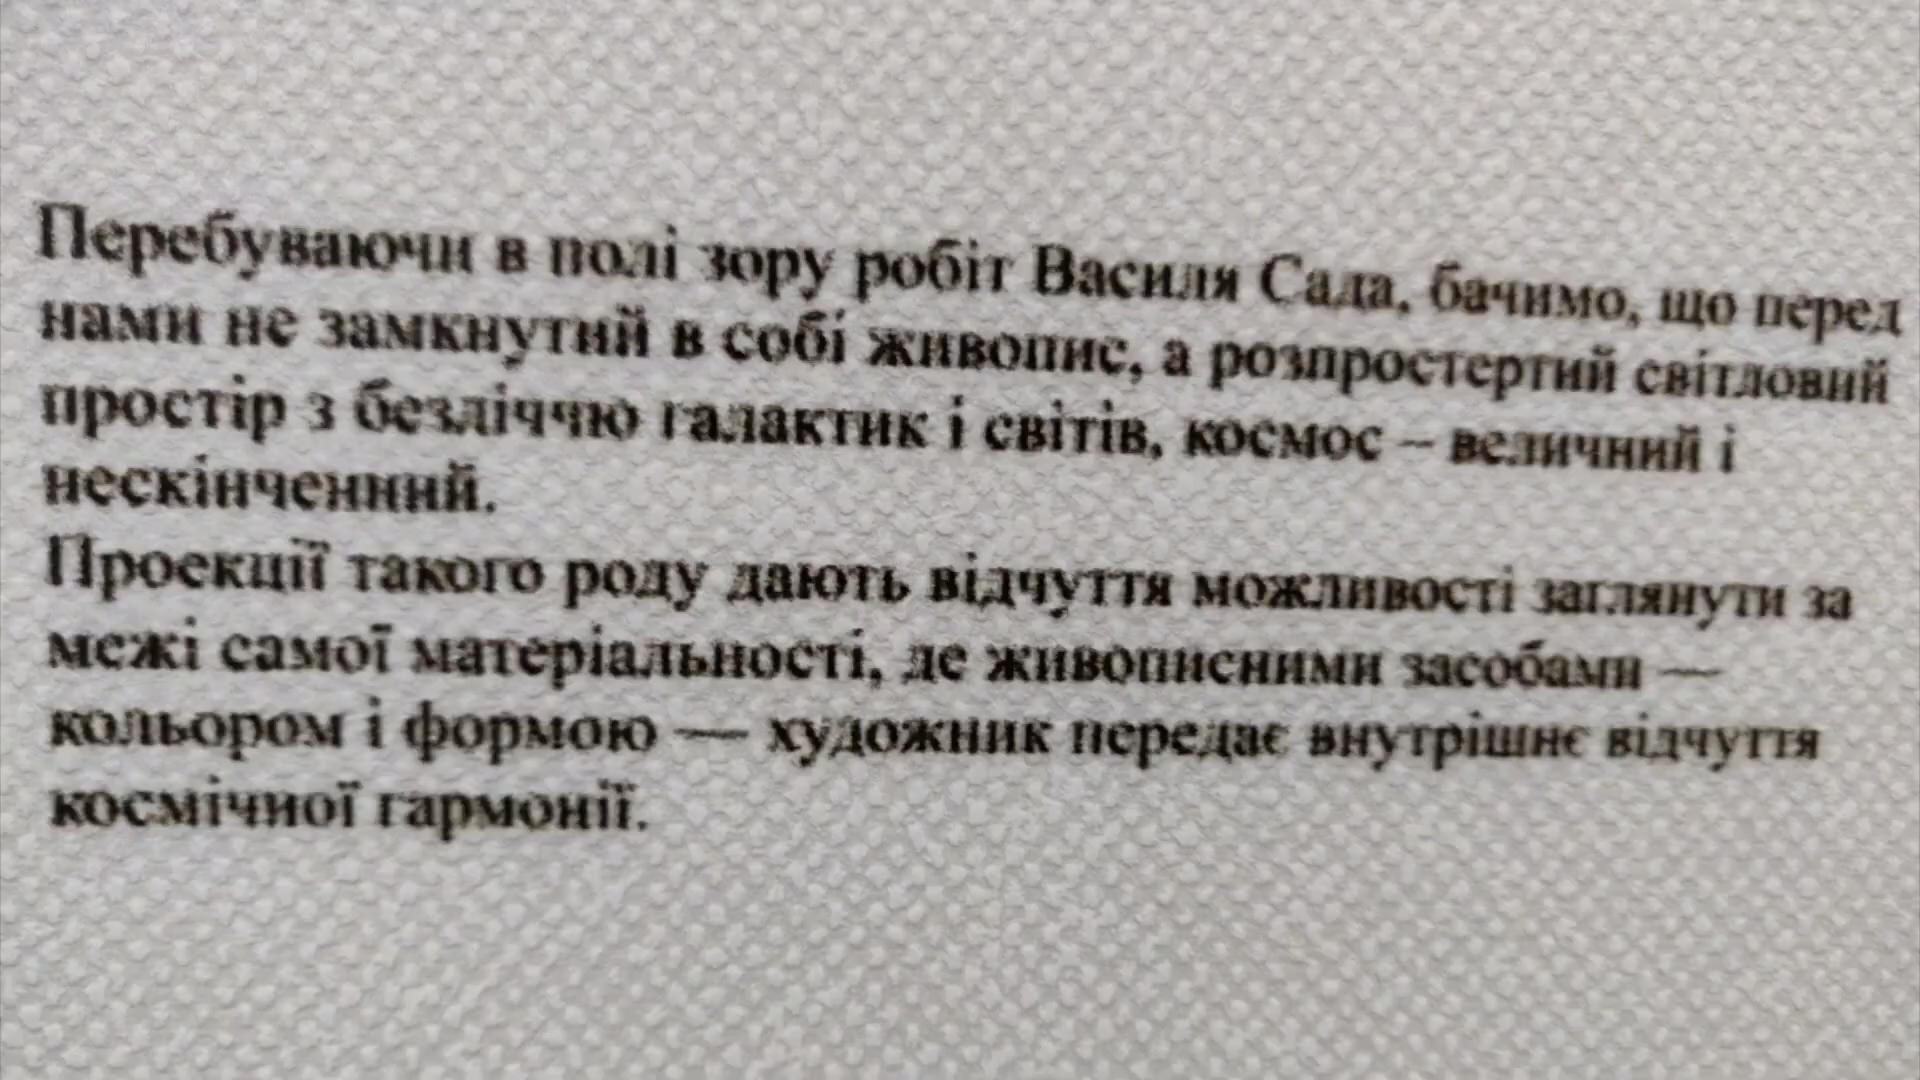 Перебуваючи в полі зору робіт Василя Сада, бачимо, що перед
нами не замкнутий в собі живопис, а розпростертий світловий
простір з безліччю галактик і світів, космос – величний і
нескінченний.
Проекції такого роду дають відчуття можливості заглянути за
межі самої матеріальності, де живописними засобами —
кольором і формою — художник передає внутрішнє відчуття
космічної гармонії.